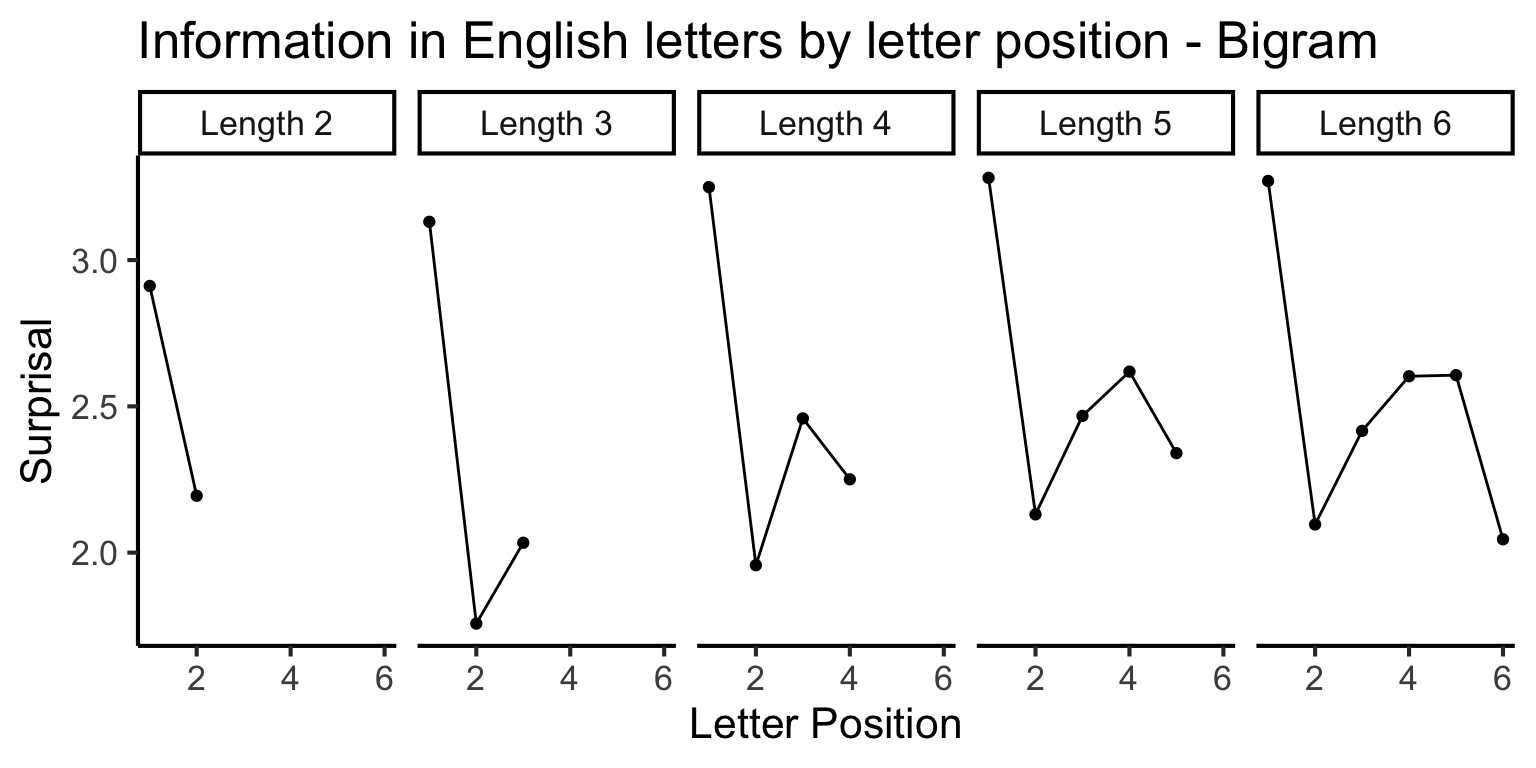 Information in English letters by letter position - Bigram
Length 2 Length 3 Length 4 Length 5 Length 6
Surprisal
3.0
2.5
2.0
2 4 6 2 4 6 2 4 6 2 4 6 2 4 6
Letter Position